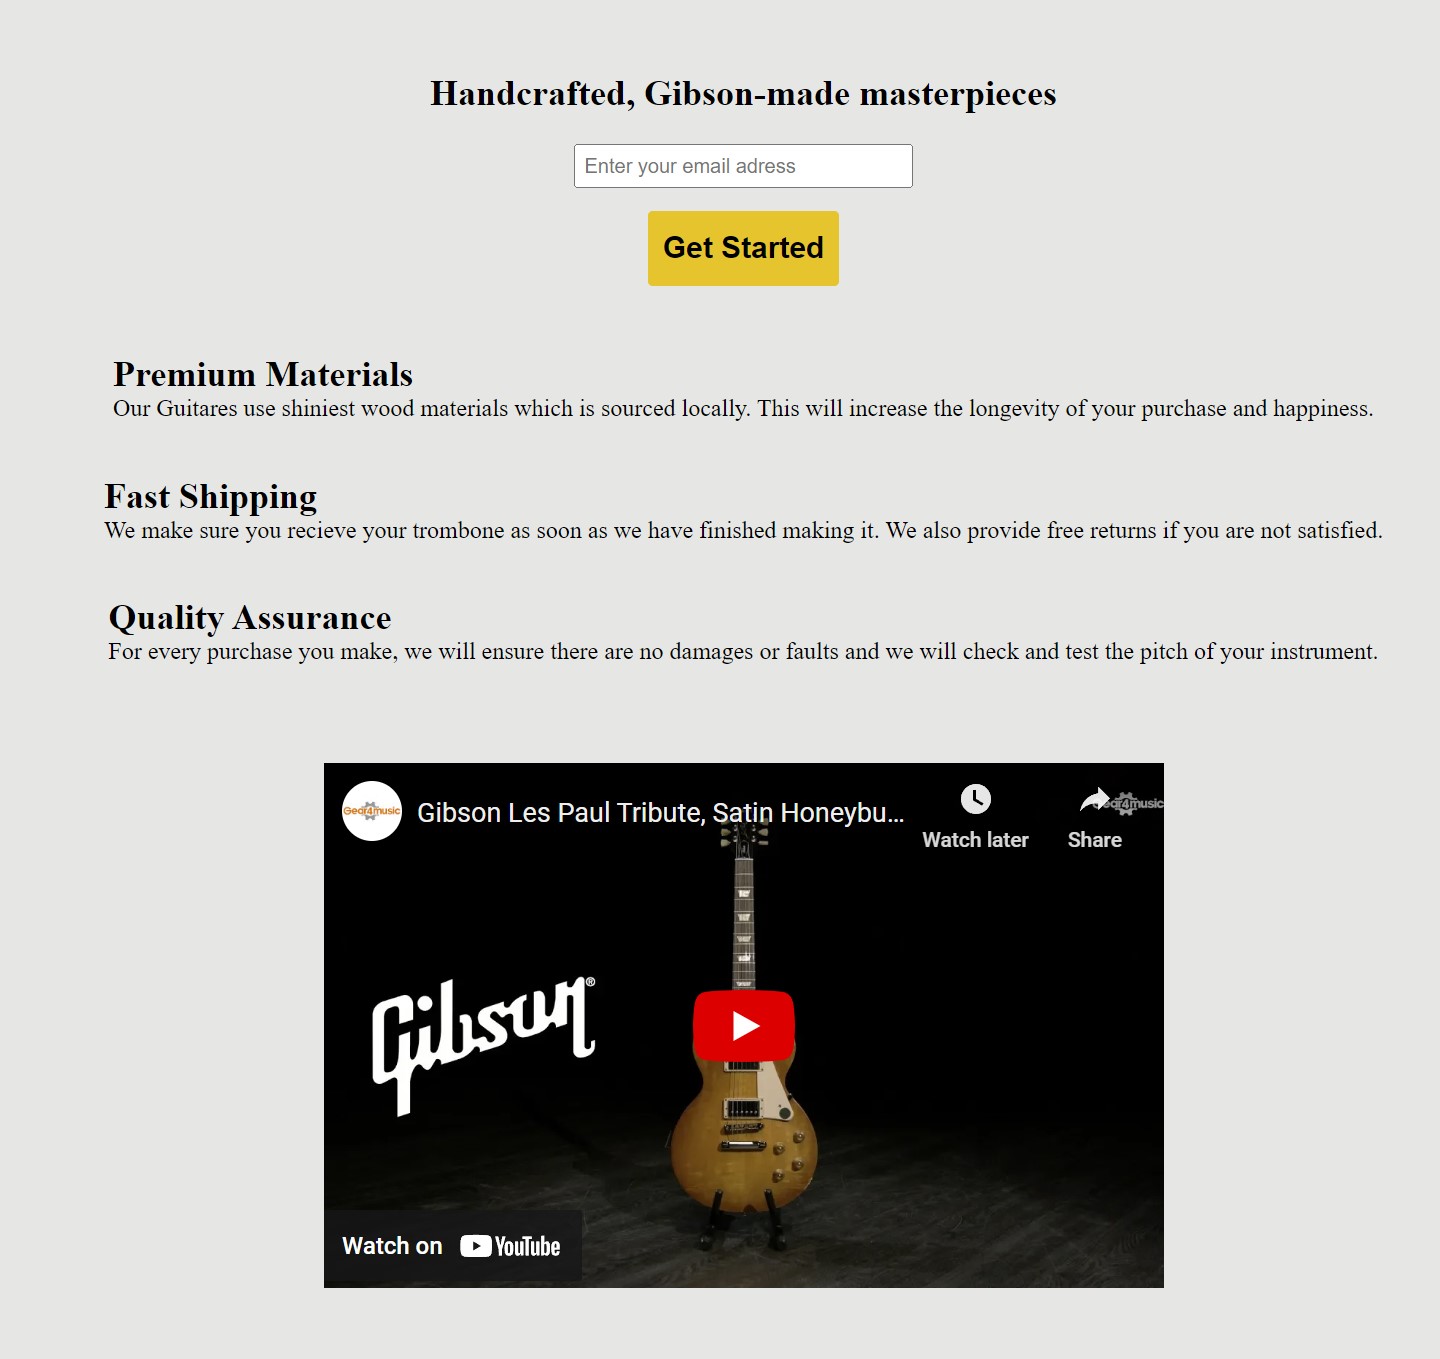 Handcrafted, Gibson-made masterpieces
Enter your email adress
Get Started
Premium Materials
Our Guitares use shiniest wood materials which is sourced locally. This will increase the longevity of your purchase and happiness.
Fast Shipping
We make sure you recieve your trombone as soon as we have finished making it. We also provide free returns if you are not satisfied.
Quality Assurance
For every purchase you make, we will ensure there are no damages or faults and we will check and test the pitch of your instrument.
Gear4music
Gibson Les Paul Tribute, Satin Honeybu...
Watch later
Share
Gear4music
Gibson®
Watch on YouTube